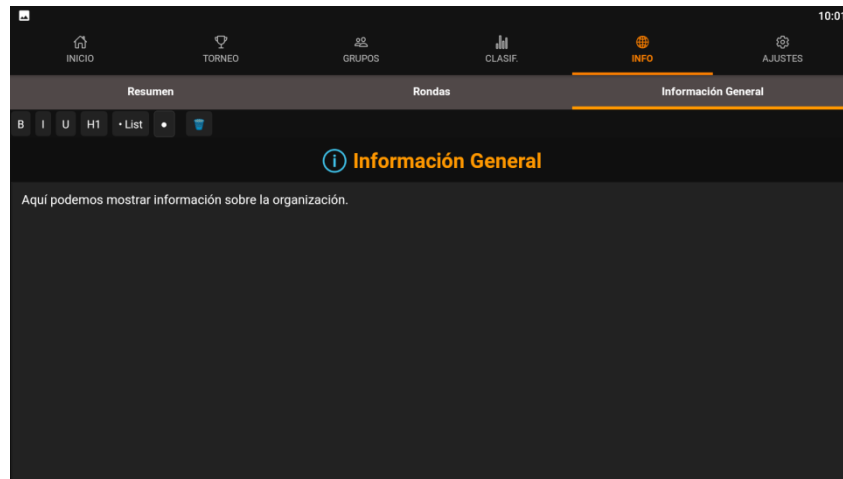 10:01
INICIO TORNEO GRUPOS CLASIF. INFO AJUSTES
Resumen Rondas Información General
B I U H1 • List •
Información General
Aquí podemos mostrar información sobre la organización.